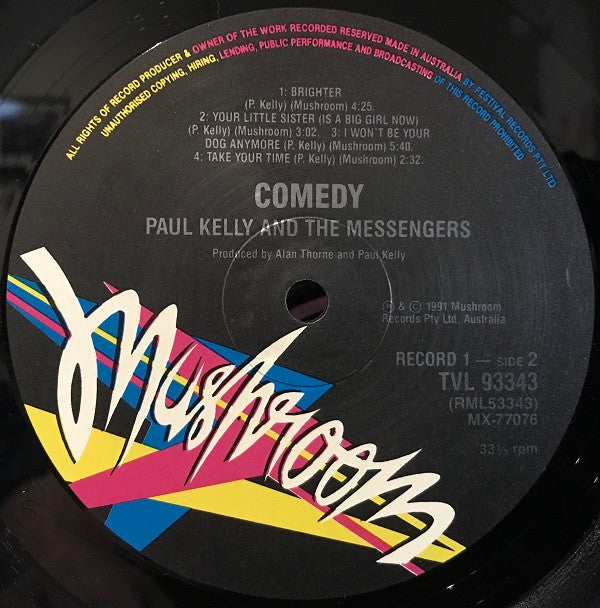 ALL RIGHTS OF RECORD PRODUCER & OWNER OF THE WORK RECORDED RESERVED MADE IN AUSTRALIA BY FESTIVAL RECORDS PTY LTD
UNAUTHORISED COPYING, HIRING, LENDING, PUBLIC PERFORMANCE AND BROADCASTING OF THIS RECORD PROHIBITED
1: BRIGHTER
(P. Kelly) (Mushroom) 4:25.
2: YOUR LITTLE SISTER (IS A BIG GIRL NOW)
(P. Kelly) (Mushroom) 3:02. 3: I WON'T BE YOUR
DOG ANYMORE (P. Kelly) (Mushroom) 5:40.
4: TAKE YOUR TIME (P. Kelly) (Mushroom) 2:32.
COMEDY
PAUL KELLY AND THE MESSENGERS
Produced by Alan Thorne and Paul Kelly
℗ & © 1991 Mushroom
Records Pty Ltd. Australia
RECORD 1 — SIDE 2
TVL 93343
(RML53343)
MX-77076
33⅓ rpm
Mushroom